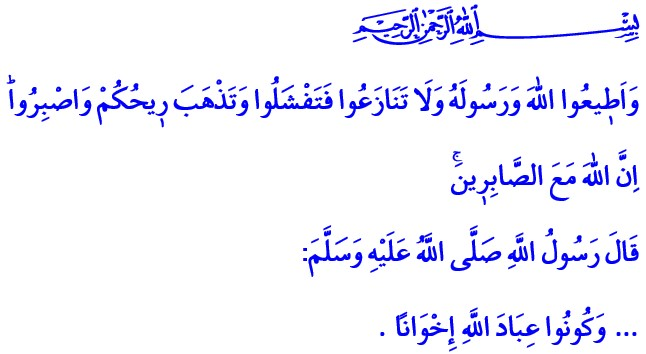 بِسْمِ اللّٰهِ الرَّحْمٰنِ الرَّحِيمِ
وَاَط۪يعُوا اللّٰهَ وَرَسُولَهُ وَلَا تَنَازَعُوا فَتَفْشَلُوا وَتَذْهَبَ ر۪يحُكُمْ وَاصْبِرُواۜ
اِنَّ اللّٰهَ مَعَ الصَّابِر۪ينَۚ
قَالَ رَسُولُ اللَّهِ صَلَّى اللَّهُ عَلَيْهِ وَسَلَّمَ:
... وَكُونُوا عِبَادَ اللَّهِ إِخْوَانًا .